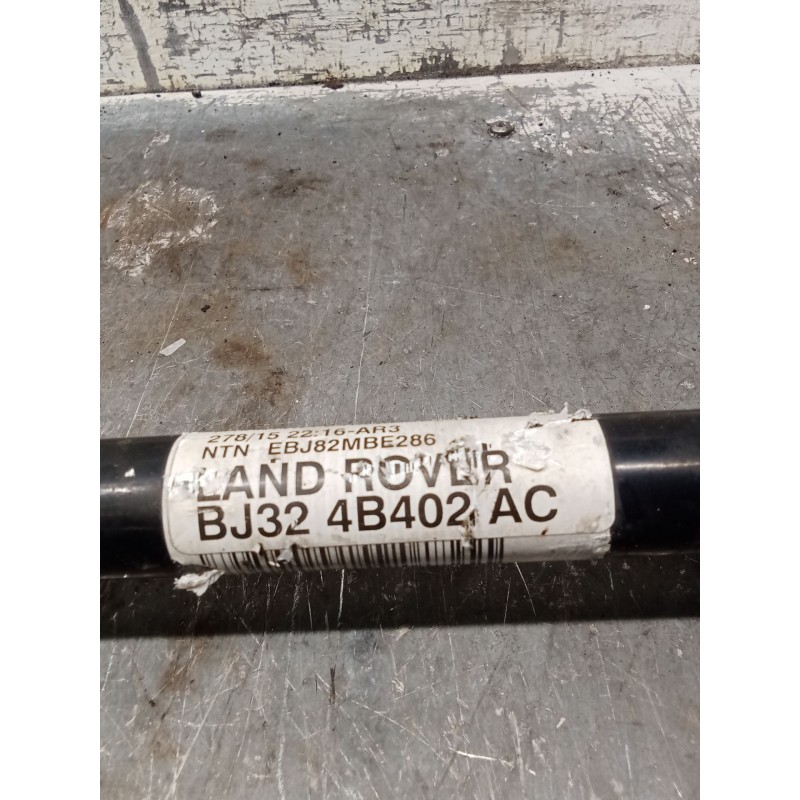 278/15 22:16-AR3
NTN EBJ82MBE286
LAND ROVER
BJ32 4B402 AC